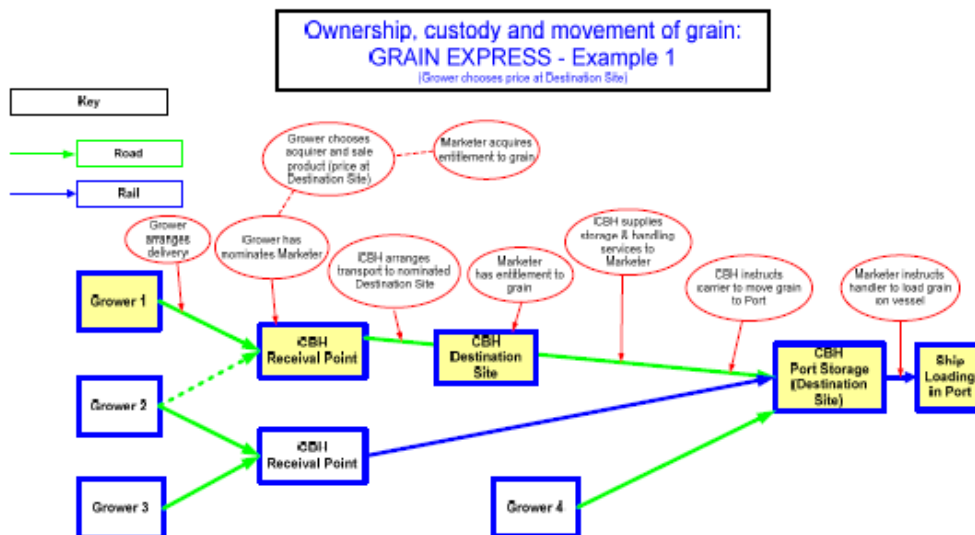 Ownership, custody and movement of grain:
GRAIN EXPRESS - Example 1
(Grower chooses price at Destination Site)
Key
Road
Rail
Grower chooses
acquirer and sale
product (price at
Destination Site)
Marketer acquires
entitlement to grain
Grower
arranges
delivery
Grower has
nominates Marketer
CBH arranges
transport to nominated
Destination Site
Marketer
has entitlement to
grain
CBH supplies
storage & handling
services to
Marketer
CBH instructs
carrier to move grain
to Port
Marketer instructs
handler to load grain
on vessel
Grower 1
CBH
Receival Point
CBH
Destination
Site
CBH
Port Storage
(Destination
Site)
Ship
Loading
in Port
Grower 2
CBH
Receival Point
Grower 3
Grower 4